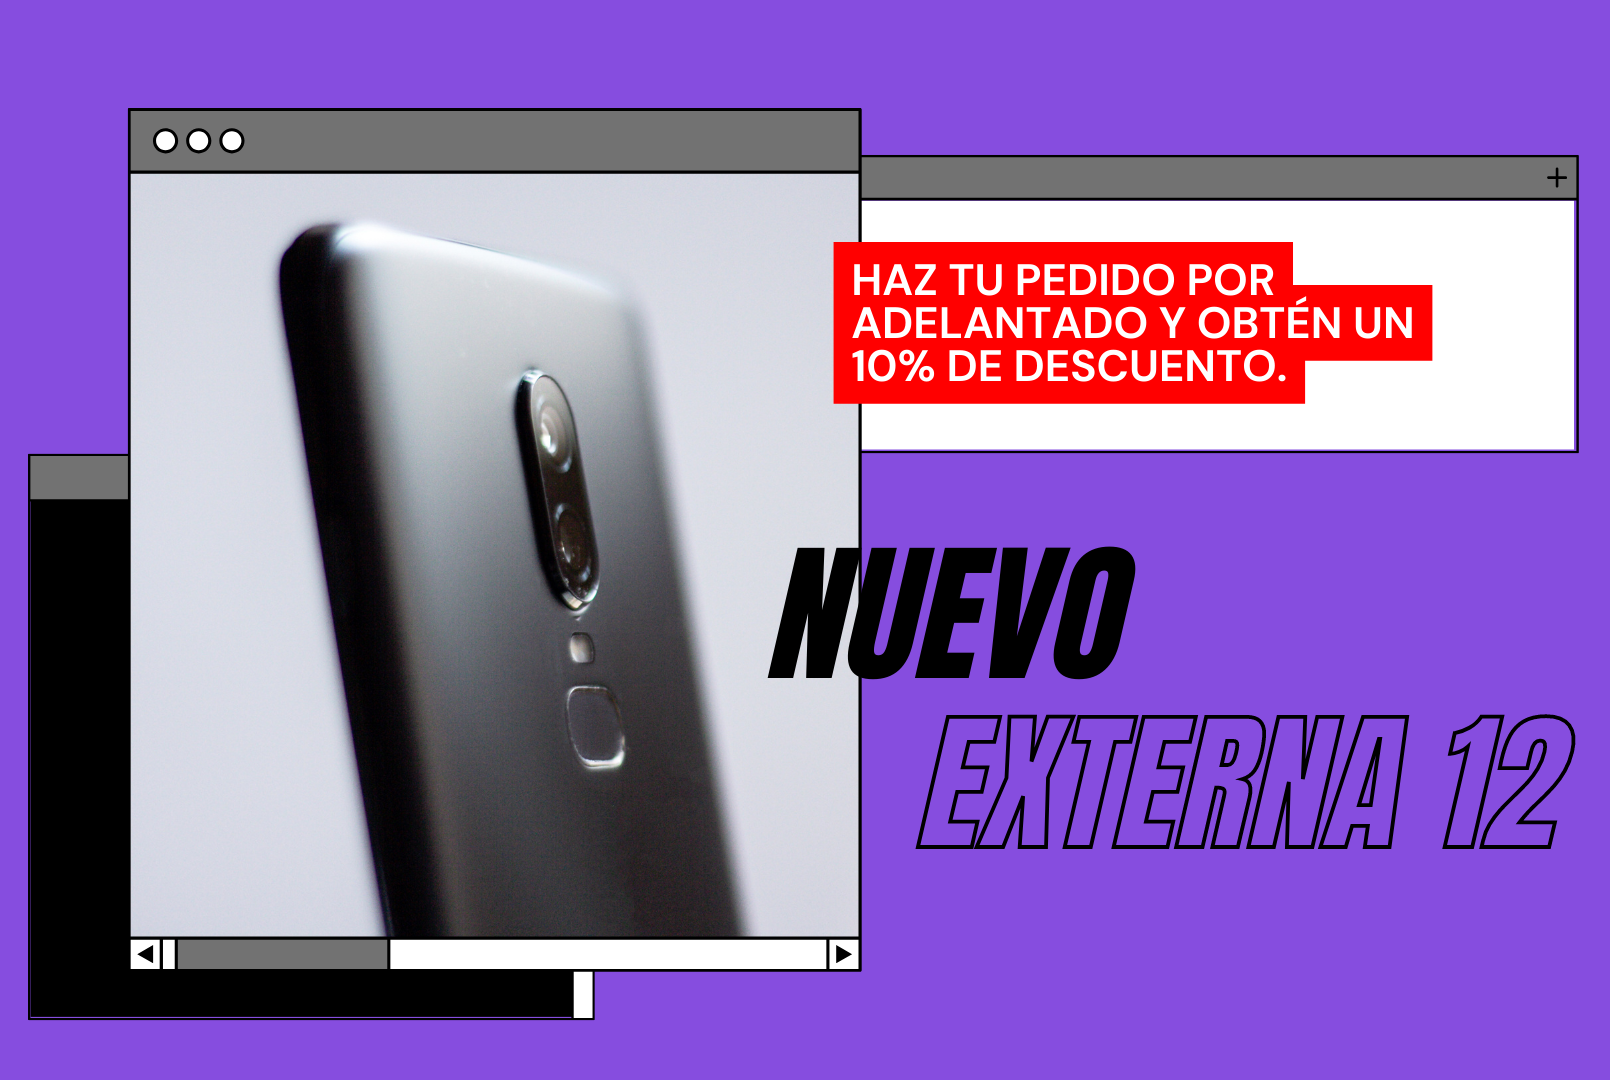 HAZ TU PEDIDO POR
ADELANTADO Y OBTÉN UN
10% DE DESCUENTO.
NUEVO
EXTERNA 12